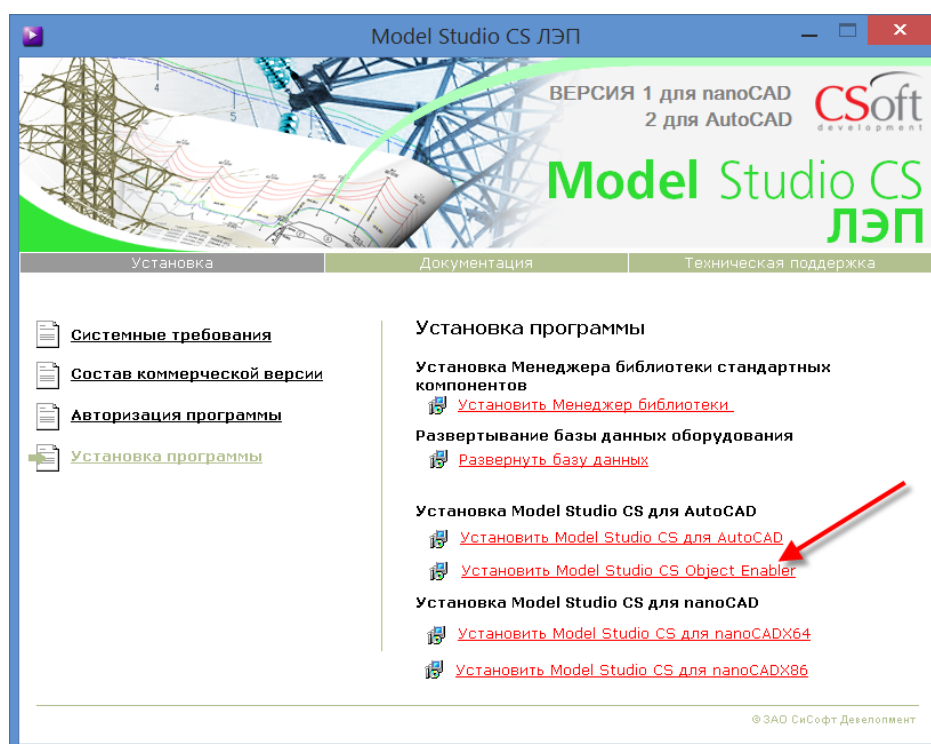 Model Studio CS ЛЭП
ВЕРСИЯ 1 для nanoCAD
2 для AutoCAD
CSoft
development
Model Studio CS
ЛЭП
Установка
Документация
Техническая поддержка
Системные требования
Состав коммерческой версии
Авторизация программы
Установка программы
Установка программы
Установка Менеджера библиотеки стандартных
компонентов
Установить Менеджер библиотеки
Развертывание базы данных оборудования
Развернуть базу данных
Установка Model Studio CS для AutoCAD
Установить Model Studio CS для AutoCAD
Установить Model Studio CS Object Enabler
Установка Model Studio CS для nanoCAD
Установить Model Studio CS для nanoCADX64
Установить Model Studio CS для nanoCADX86
© ЗАО СиСофт Девелопмент